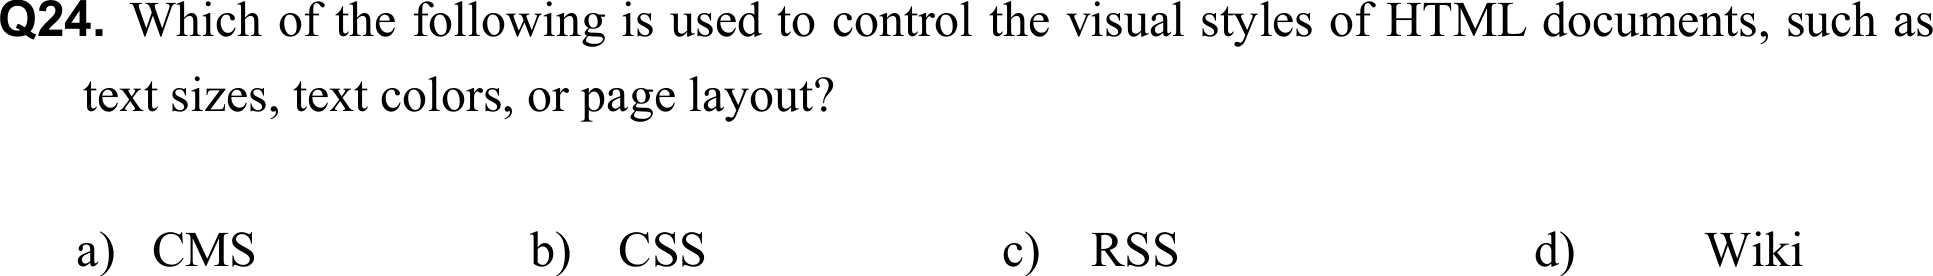 Q24. Which of the following is used to control the visual styles of HTML documents, such as
text sizes, text colors, or page layout?
a) CMS b) CSS c) RSS d) Wiki